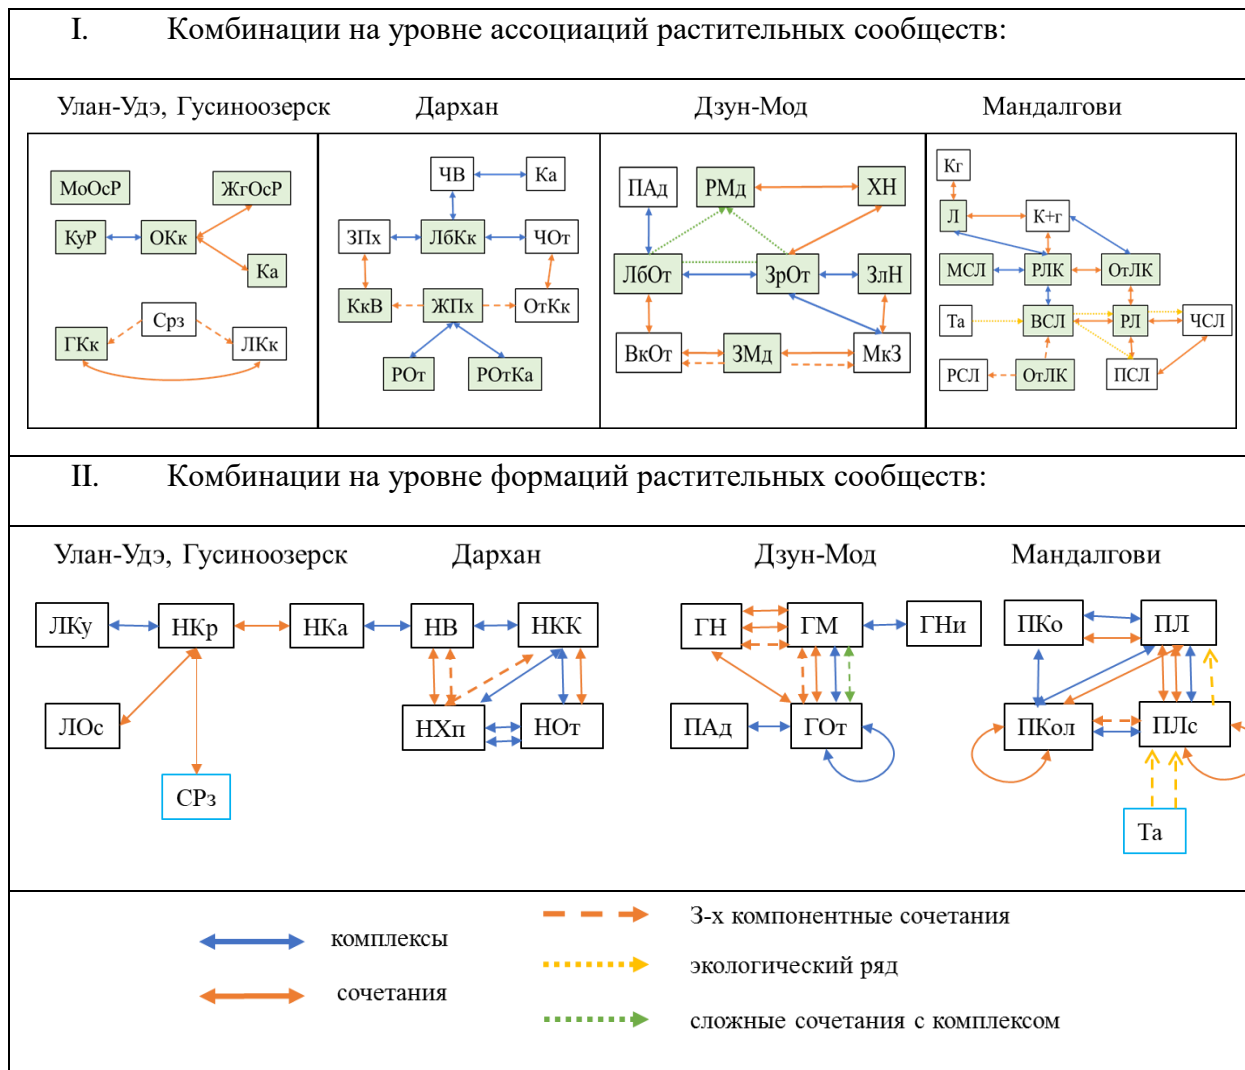 I. Комбинации на уровне ассоциаций растительных сообществ:
Улан-Удэ, Гусиноозерск
МоОсР ЖгОсР
КуР ОКк
Ка
Срз
ГКк ЛКк
Дархан
ЧВ Ка
ЗПх ЛбКк ЧОт
КкВ ЖПх ОтКк
РОт РОтКа
Дзун-Мод
ПАд РМд ХН
ЛбОт ЗрОт ЗлН
ВкОт ЗМд МкЗ
Мандалгови
Кг
Л К+г
МСЛ РЛК ОтЛК
Та ВСЛ РЛ ЧСЛ
РСЛ ОтЛК ПСЛ
II. Комбинации на уровне формаций растительных сообществ:
Улан-Удэ, Гусиноозерск Дархан Дзун-Мод Мандалгови
ЛКу НКр НКа НВ НКК ГН ГМ ГНи ПКо ПЛ
ЛОс НХп НОт ПАд ГОт ПКол ПЛс
СРз Та
комплексы
сочетания
3-х компонентные сочетания
экологический ряд
сложные сочетания с комплексом